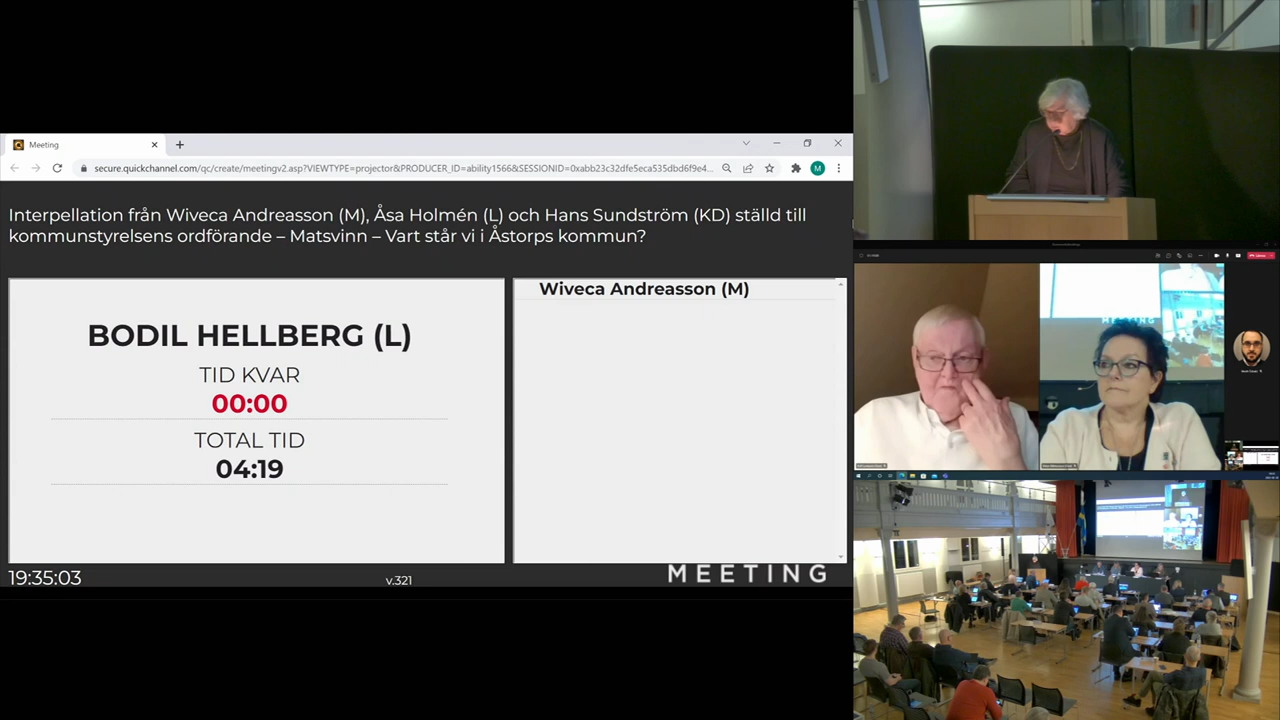 Meeting
secure.quickchannel.com/qc/create/meetingv2.asp?VIEWTYPE=projector&PRODUCER_ID=ability1566&SESSIONID=0xabb23c32dfe5eca535dbd6f9e4...
M
Interpellation från Wiveca Andreasson (M), Åsa Holmén (L) och Hans Sundström (KD) ställd till
kommunstyrelsens ordförande – Matsvinn – Vart står vi i Åstorps kommun?
BODIL HELLBERG (L)
TID KVAR
00:00
TOTAL TID
04:19
Wiveca Andreasson (M)
19:35:03
v.321
MEETING
MEETING